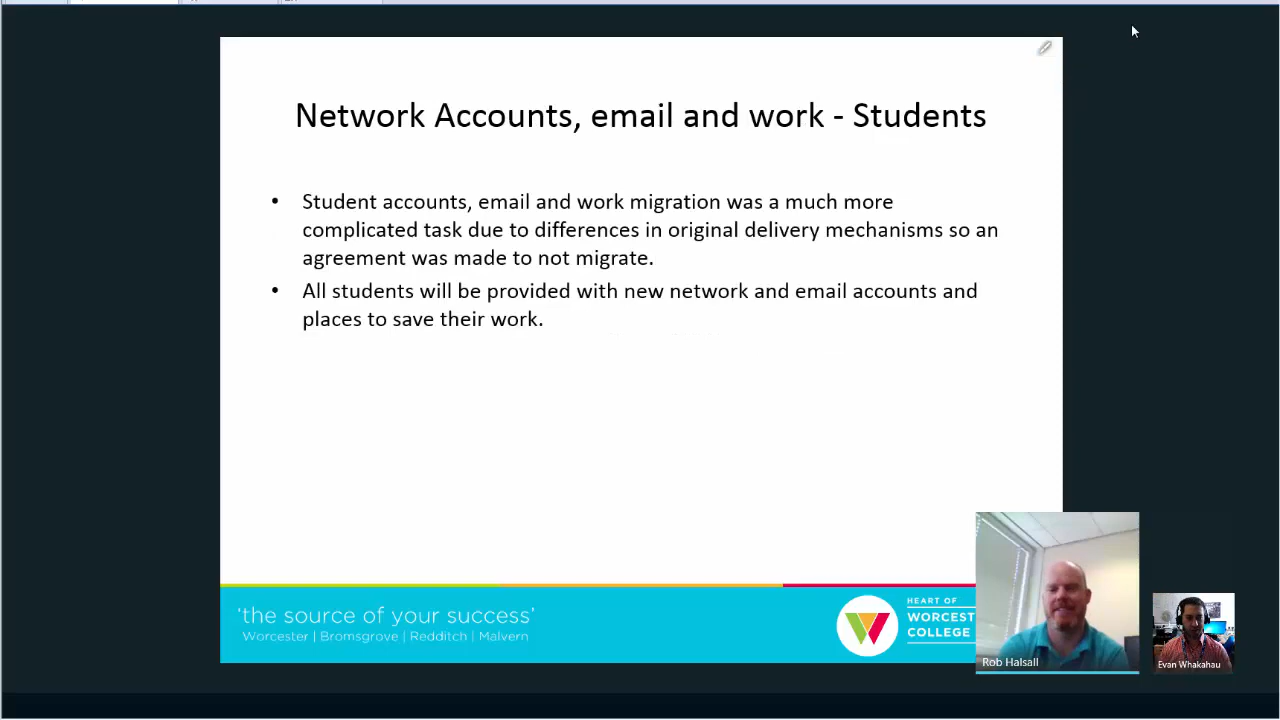 Network Accounts, email and work - Students
• Student accounts, email and work migration was a much more
complicated task due to differences in original delivery mechanisms so an
agreement was made to not migrate.
• All students will be provided with new network and email accounts and
places to save their work.
'the source of your success'
Worcester | Bromsgrove | Redditch | Malvern
HEART OF
WORCEST
COLLEGE
Rob Halsall
Evan Whakahau